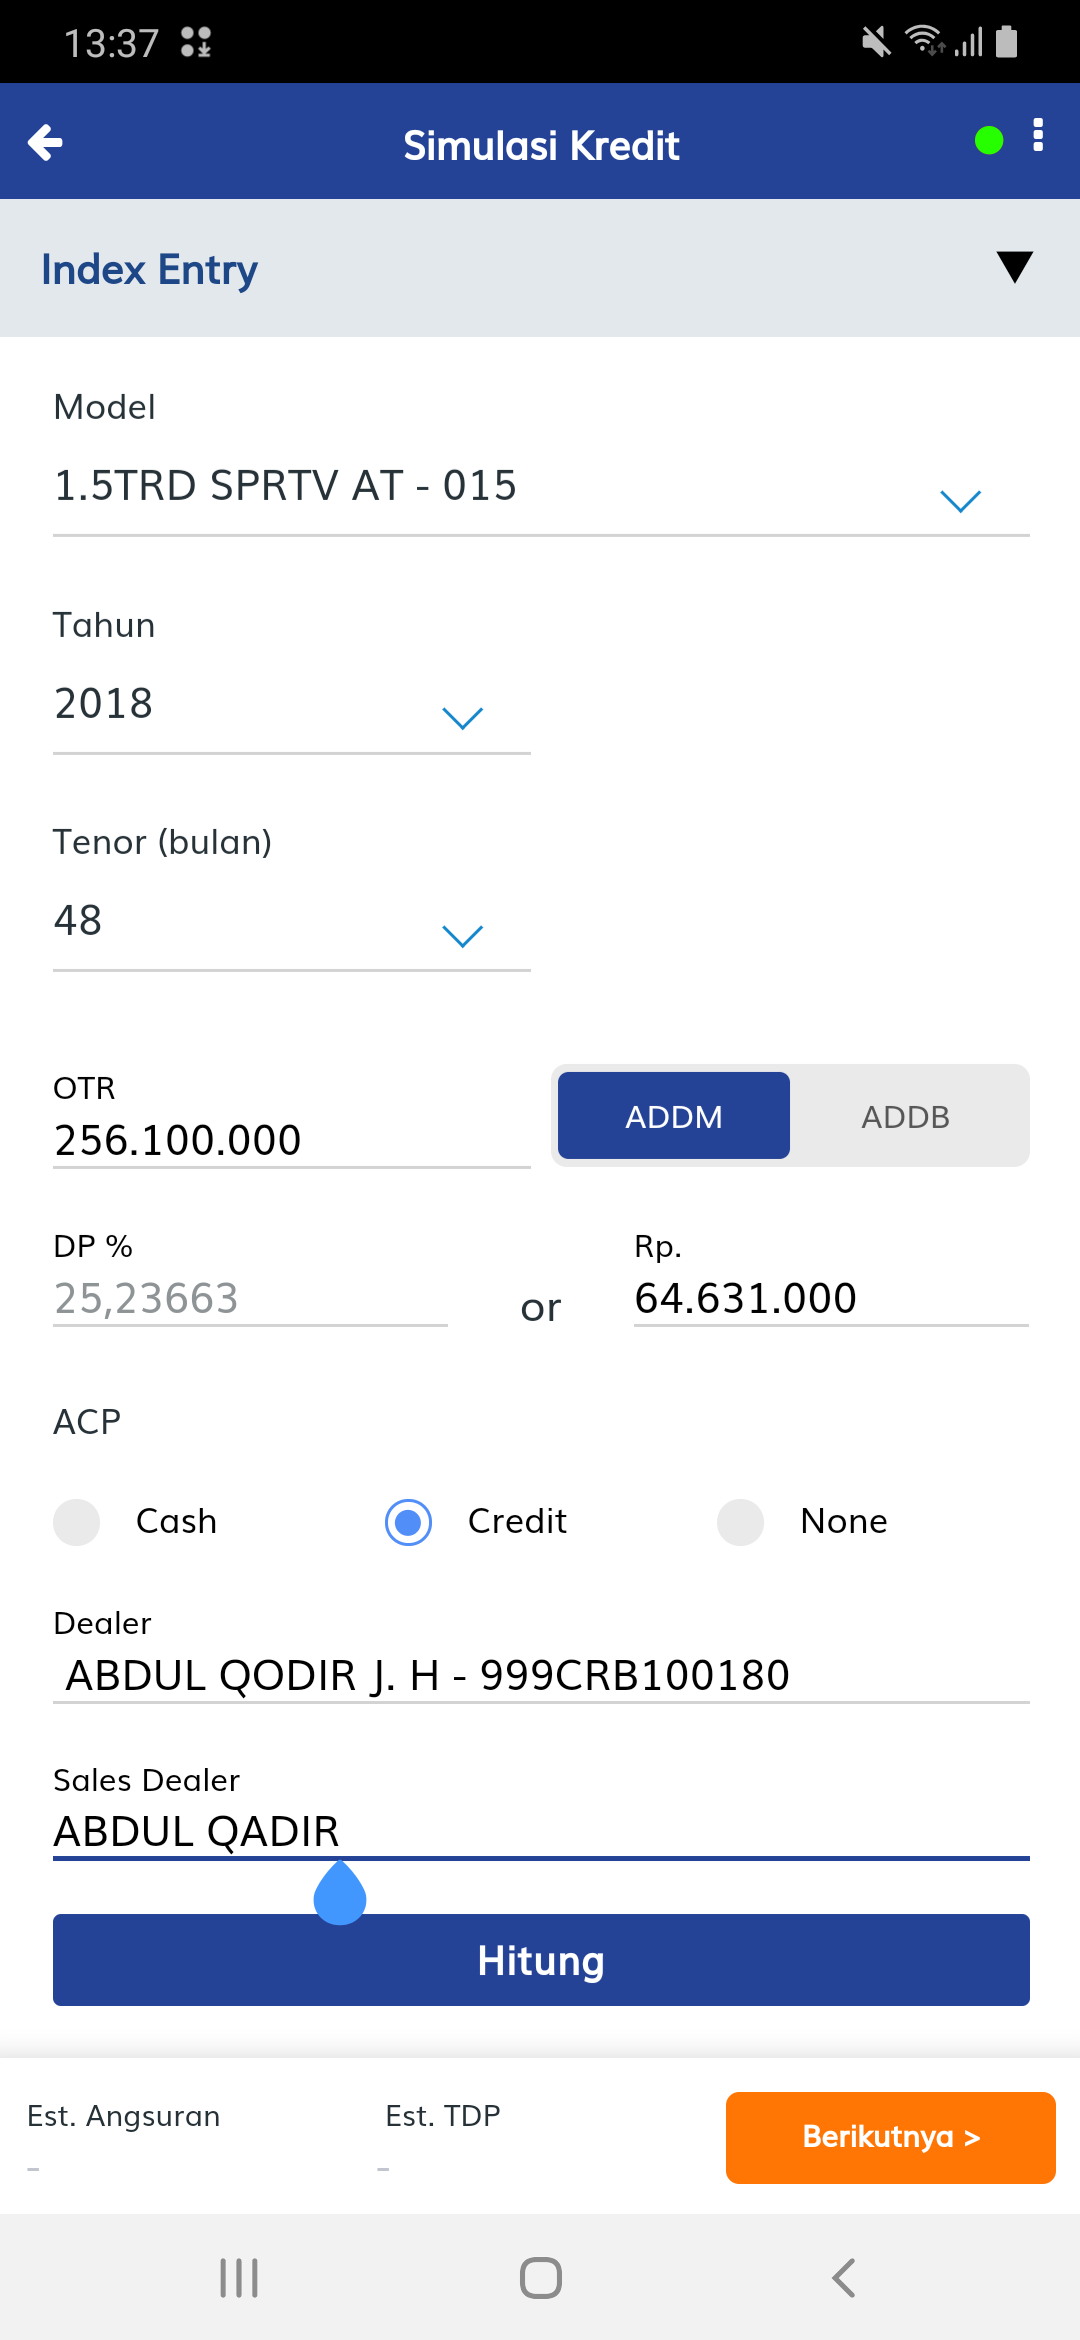 13:37
Simulasi Kredit
Index Entry
Model
1.5TRD SPRTV AT - 015
Tahun
2018
Tenor (bulan)
48
OTR
256.100.000
ADDM
ADDB
DP %
25,23663
or
Rp.
64.631.000
ACP
Cash
Credit
None
Dealer
ABDUL QODIR J. H - 999CRB100180
Sales Dealer
ABDUL QADIR
Hitung
Est. Angsuran
-
Est. TDP
-
Berikutnya >